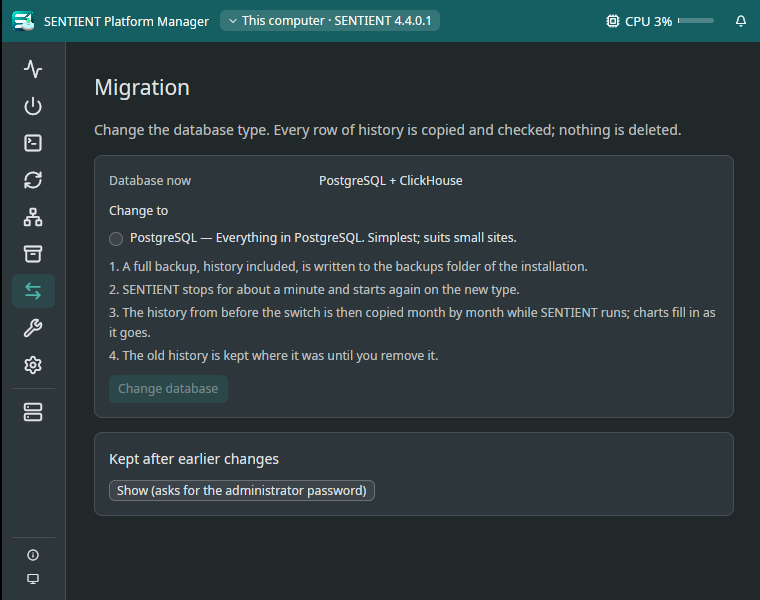 SENTIENT Platform Manager
This computer · SENTIENT 4.4.0.1
CPU 3%
Migration
Change the database type. Every row of history is copied and checked; nothing is deleted.
Database now
PostgreSQL + ClickHouse
Change to
PostgreSQL — Everything in PostgreSQL. Simplest; suits small sites.
1. A full backup, history included, is written to the backups folder of the installation.
2. SENTIENT stops for about a minute and starts again on the new type.
3. The history from before the switch is then copied month by month while SENTIENT runs; charts fill in as
it goes.
4. The old history is kept where it was until you remove it.
Change database
Kept after earlier changes
Show (asks for the administrator password)